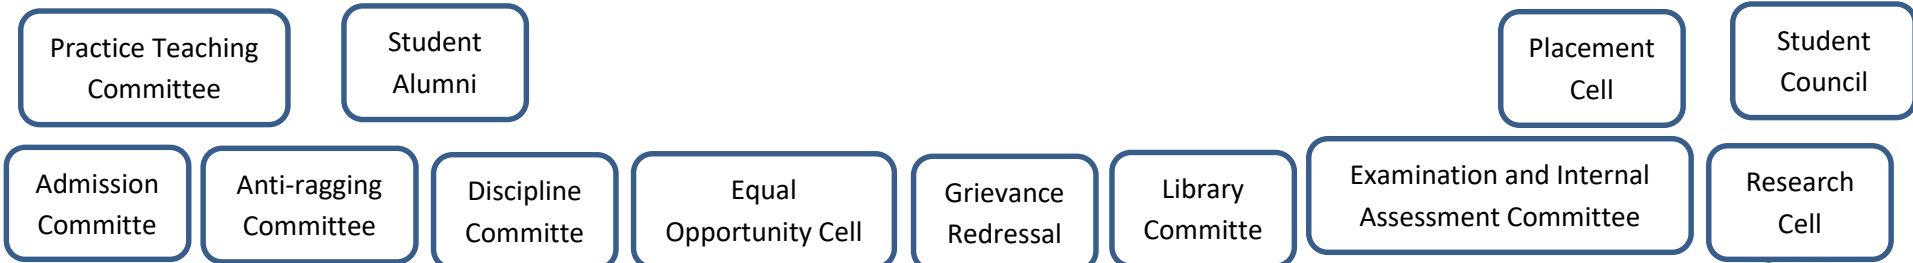 Practice Teaching
Committee
Student
Alumni
Placement
Cell
Student
Council
Admission
Committe
Anti-ragging
Committee
Discipline
Committe
Equal
Opportunity Cell
Grievance
Redressal
Library
Committe
Examination and Internal
Assessment Committee
Research
Cell